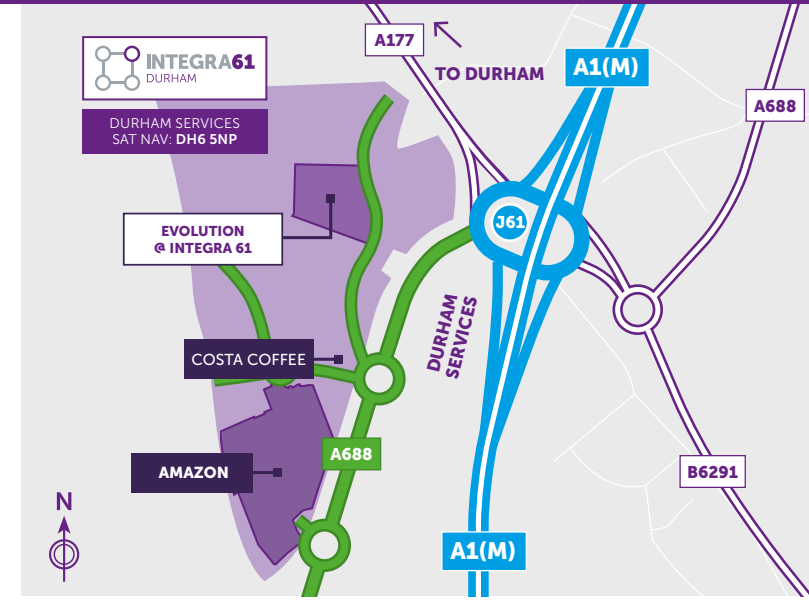 INTEGRA61
DURHAM
DURHAM SERVICES
SAT NAV: DH6 5NP
A177
TO DURHAM
A1(M)
A688
EVOLUTION
@ INTEGRA 61
J61
DURHAM
SERVICES
COSTA COFFEE
A688
AMAZON
B6291
N
A1(M)